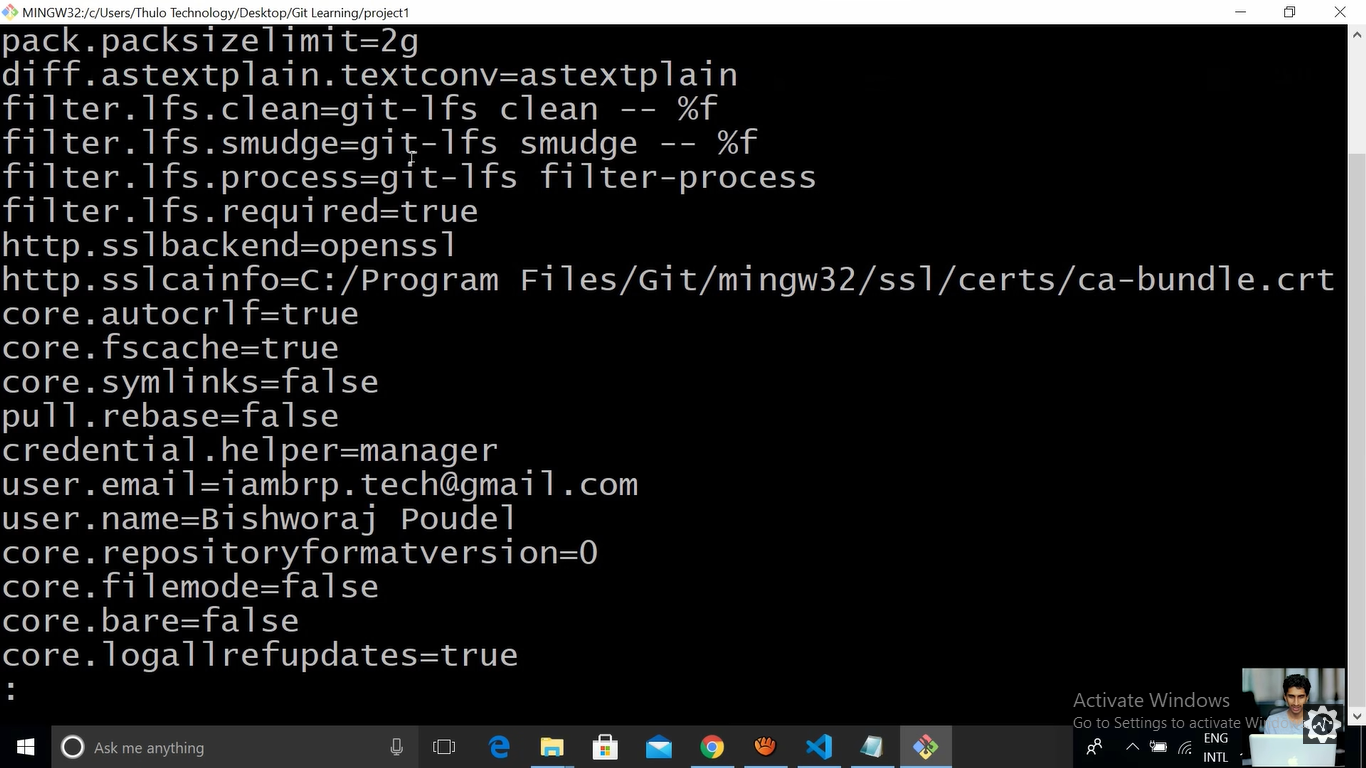 MINGW32:/c/Users/Thulo Technology/Desktop/Git Learning/project1
pack.packsizelimit=2g
diff.astextplain.textconv=astextplain
filter.lfs.clean=git-lfs clean -- %f
filter.lfs.smudge=git-lfs smudge -- %f
filter.lfs.process=git-lfs filter-process
filter.lfs.required=true
http.sslbackend=openssl
http.sslcainfo=C:/Program Files/Git/mingw32/ssl/certs/ca-bundle.crt
core.autocrlf=true
core.fscache=true
core.symlinks=false
pull.rebase=false
credential.helper=manager
user.email=iambrp.tech@gmail.com
user.name=Bishworaj Poudel
core.repositoryformatversion=0
core.filemode=false
core.bare=false
core.logallrefupdates=true
:
Activate Windows
Go to Settings to activate
Ask me anything
ENG
INTL